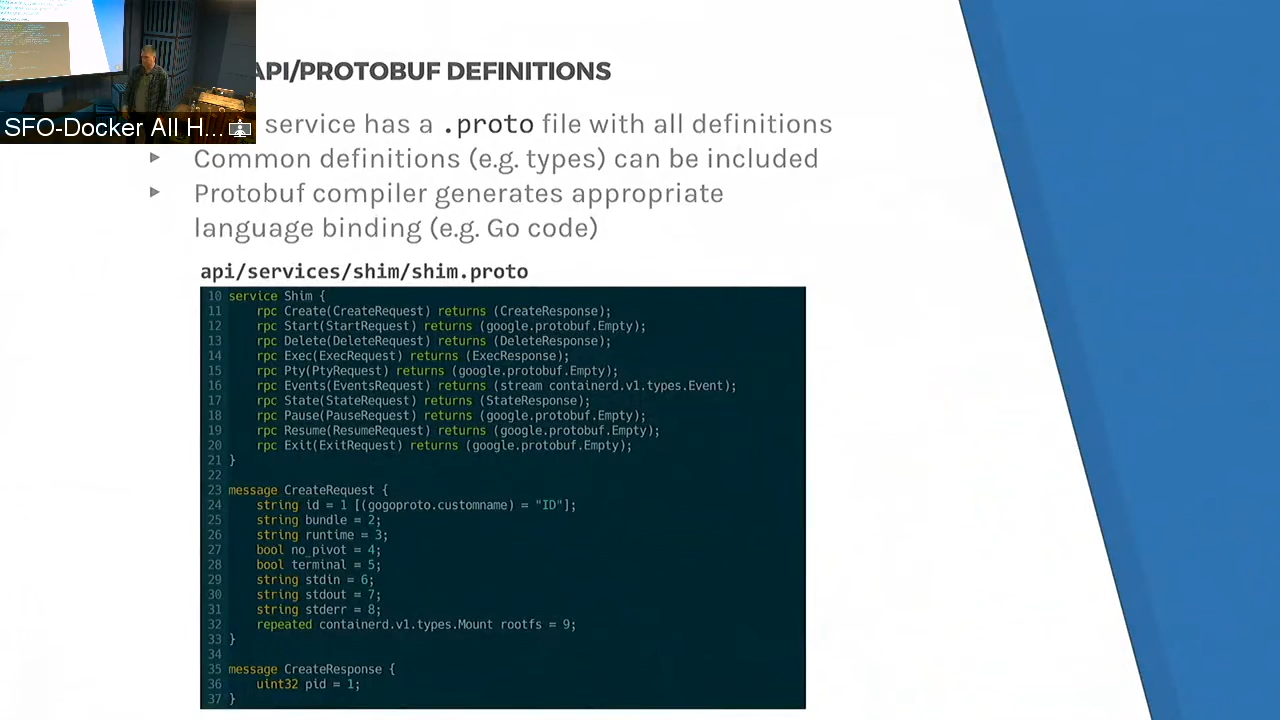 API/PROTOBUF DEFINITIONS
SFO-Docker All H...
service has a .proto file with all definitions
▸ Common definitions (e.g. types) can be included
▸ Protobuf compiler generates appropriate
language binding (e.g. Go code)
api/services/shim/shim.proto
10 service Shim {
11 rpc Create(CreateRequest) returns (CreateResponse);
12 rpc Start(StartRequest) returns (google.protobuf.Empty);
13 rpc Delete(DeleteRequest) returns (DeleteResponse);
14 rpc Exec(ExecRequest) returns (ExecResponse);
15 rpc Pty(PtyRequest) returns (google.protobuf.Empty);
16 rpc Events(EventsRequest) returns (stream containerd.v1.types.Event);
17 rpc State(StateRequest) returns (StateResponse);
18 rpc Pause(PauseRequest) returns (google.protobuf.Empty);
19 rpc Resume(ResumeRequest) returns (google.protobuf.Empty);
20 rpc Exit(ExitRequest) returns (google.protobuf.Empty);
21 }
22
23 message CreateRequest {
24 string id = 1 [(gogoproto.customname) = "ID"];
25 string bundle = 2;
26 string runtime = 3;
27 bool no_pivot = 4;
28 bool terminal = 5;
29 string stdin = 6;
30 string stdout = 7;
31 string stderr = 8;
32 repeated containerd.v1.types.Mount rootfs = 9;
33 }
34
35 message CreateResponse {
36 uint32 pid = 1;
37 }